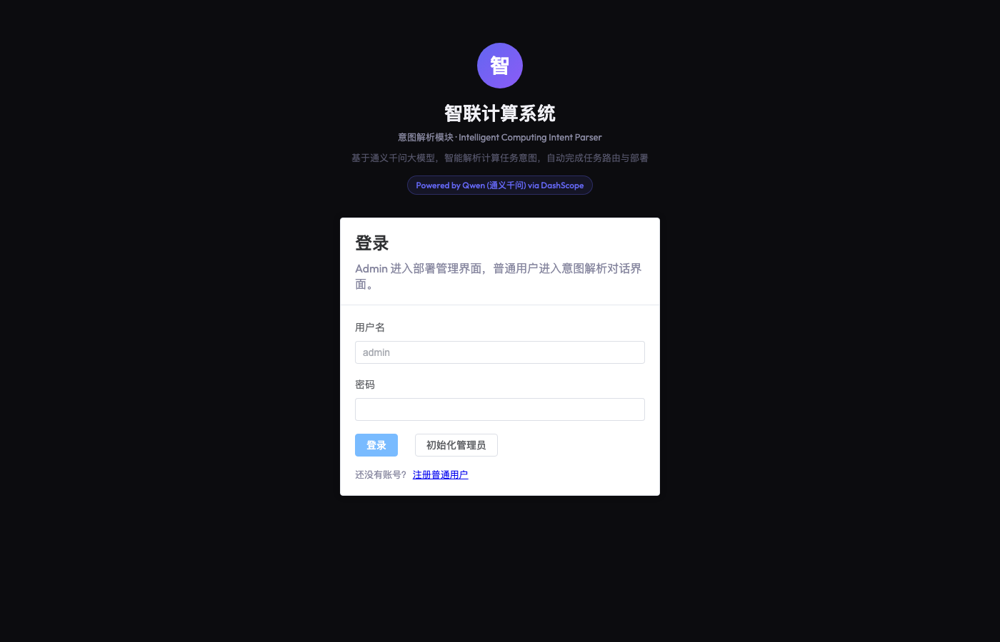 智
智联计算系统
意图解析模块 · Intelligent Computing Intent Parser
基于通义千问大模型，智能解析计算任务意图，自动完成任务路由与部署
Powered by Qwen (通义千问) via DashScope
登录
Admin 进入部署管理界面，普通用户进入意图解析对话界
面。
用户名
admin
密码
登录 初始化管理员
还没有账号？ 注册普通用户